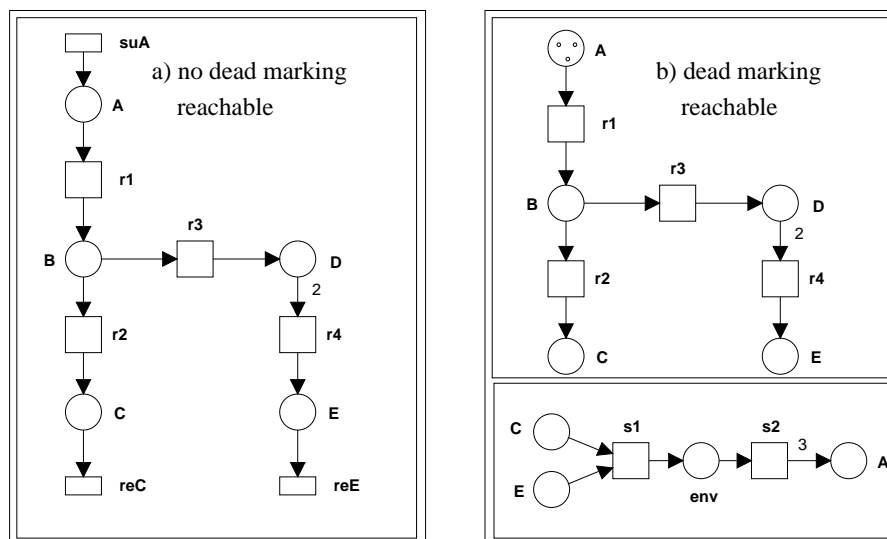 suA
a) no dead marking
reachable
A
r1
r3
B
D
2
r2
r4
C
E
reC
reE
A
b) dead marking
reachable
r1
r3
B
D
2
r2
r4
C
E
C
s1
s2
3
A
E
env